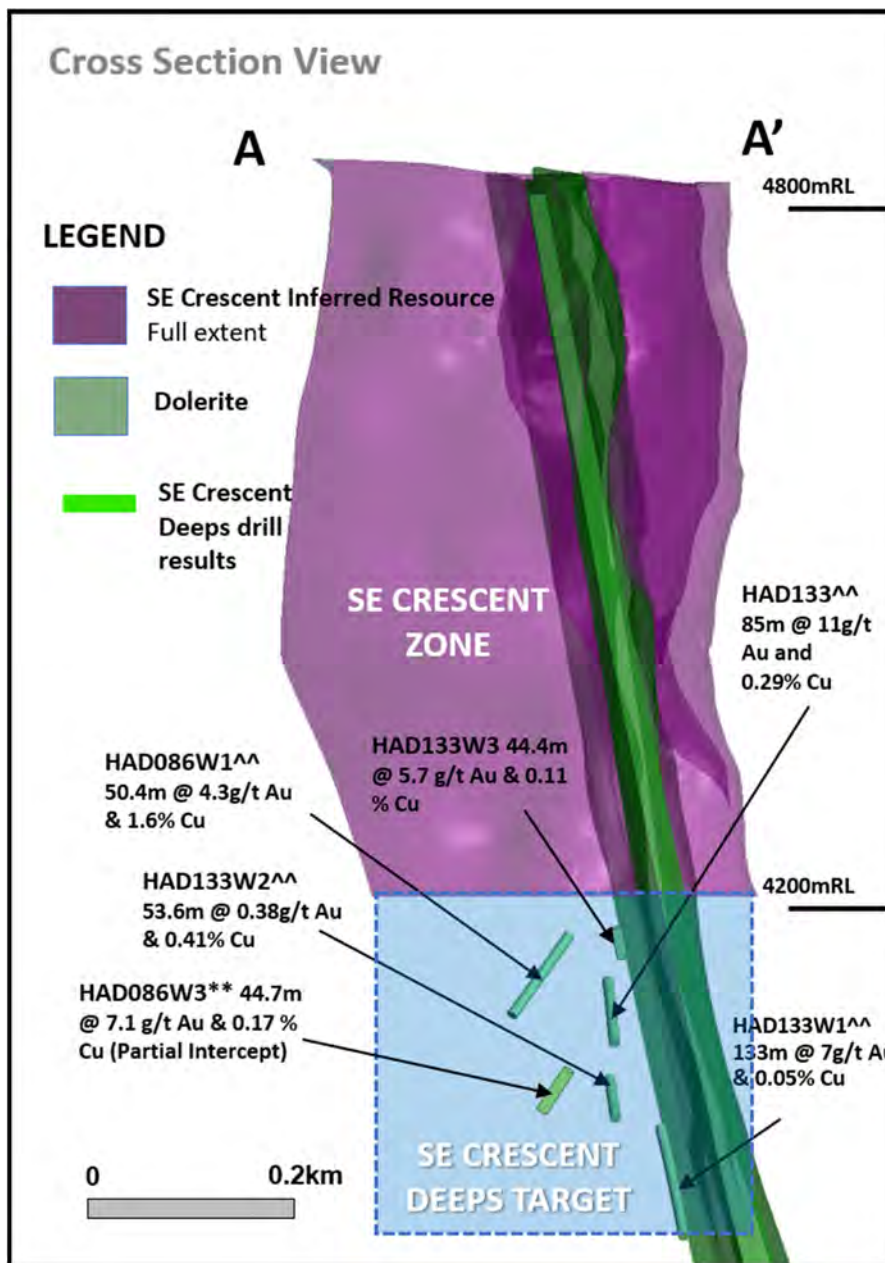 Cross Section View
A
A'
4800mRL
LEGEND
SE Crescent Inferred Resource
Full extent
Dolerite
SE Crescent
Deeps drill
results
SE CRESCENT
ZONE
HAD133^^
85m @ 11g/t
Au and
0.29% Cu
HAD133W3 44.4m
@ 5.7 g/t Au & 0.11
% Cu
HAD086W1^^
50.4m @ 4.3g/t Au
& 1.6% Cu
4200mRL
HAD133W2^^
53.6m @ 0.38g/t Au
& 0.41% Cu
HAD086W3** 44.7m
@ 7.1 g/t Au & 0.17 %
Cu (Partial Intercept)
HAD133W1^^
133m @ 7g/t Au
& 0.05% Cu
SE CRESCENT
DEEPS TARGET
0
0.2km